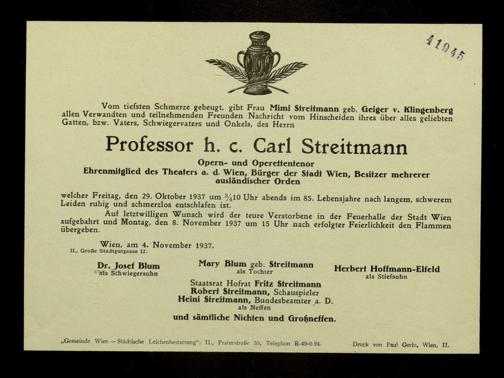 41045
Vom tiefsten Schmerze gebeugt, gibt Frau Mimi Streitmann geb. Geiger v. Klingenberg
allen Verwandten und teilnehmenden Freunden Nachricht vom Hinscheiden ihres über alles geliebten
Gatten, bzw. Vaters, Schwiegervaters und Onkels, des Herrn
Professor h. c. Carl Streitmann
Opern- und Operettentenor
Ehrenmitglied des Theaters a. d. Wien, Bürger der Stadt Wien, Besitzer mehrerer
ausländischer Orden
welcher Freitag, den 29. Oktober 1937 um ¾10 Uhr abends im 85. Lebensjahre nach langem, schwerem
Leiden ruhig und schmerzlos entschlafen ist.
Auf letztwilligen Wunsch wird der teure Verstorbene in der Feuerhalle der Stadt Wien
aufgebahrt und Montag, den 8. November 1937 um 15 Uhr nach erfolgter Feierlichkeit den Flammen
übergeben.
Wien, am 4. November 1937.
II., Große Stadtgutgasse 12.
Dr. Josef Blum
als Schwiegersohn
Mary Blum geb. Streitmann
als Tochter
Herbert Hoffmann-Elfeld
als Stiefsohn
Staatsrat Hofrat Fritz Streitmann
Robert Streitmann, Schauspieler
Heini Streitmann, Bundesbeamter a. D.
als Neffen
und sämtliche Nichten und Großneffen.
„Gemeinde Wien — Städtische Leichenbestattung", II., Praterstraße 55, Telephon R-49-0-24.
Druck von Paul Gerin, Wien, II.